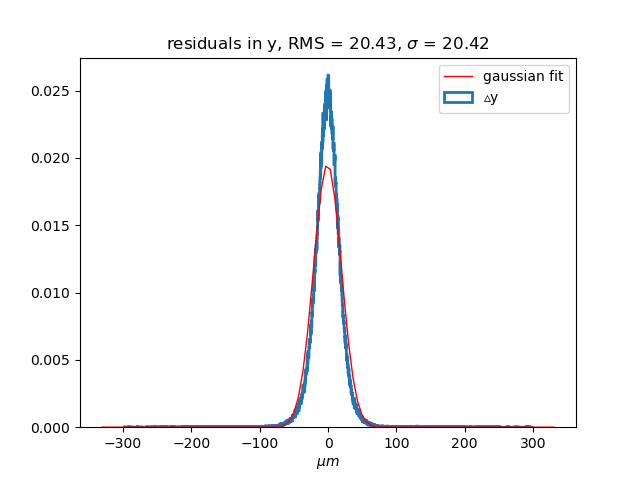 residuals in y, RMS = 20.43, σ = 20.42
gaussian fit
▵y
0.025
0.020
0.015
0.010
0.005
0.000
−300 −200 −100 0 100 200 300
μm